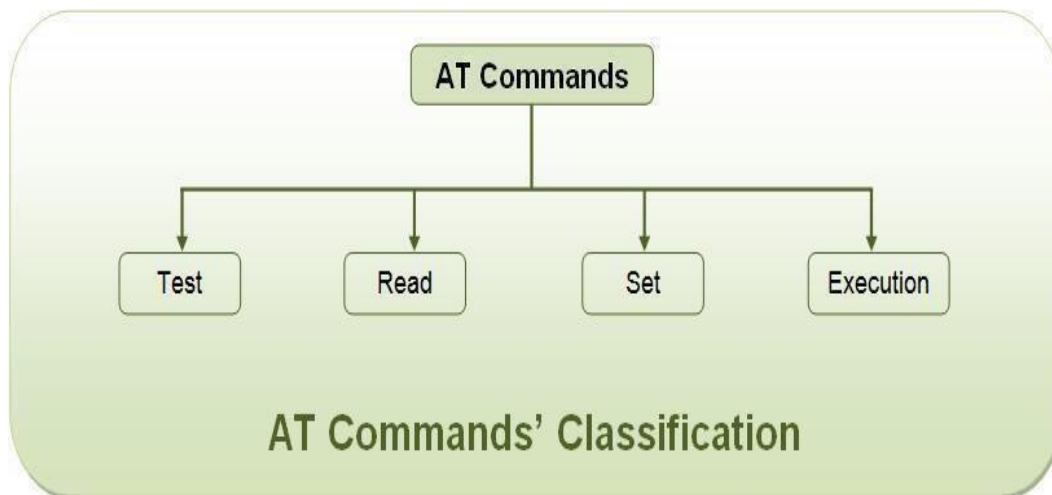 AT Commands
Test
Read
Set
Execution
AT Commands’ Classification